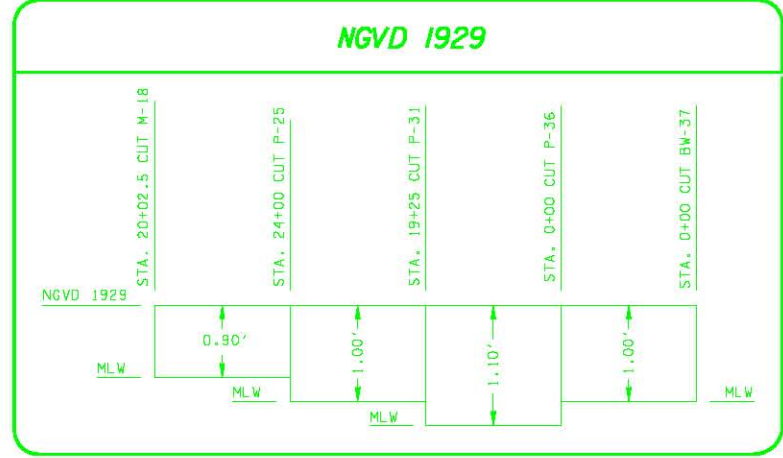 NGVD 1929
STA. 20+02.5 CUT M-18
STA. 24+00 CUT P-25
STA. 19+25 CUT P-31
STA. 0+00 CUT P-36
STA. 0+00 CUT BW-37
NGVD 1929
0.90'
1.00'
1.10'
1.00'
MLW
MLW
MLW
MLW